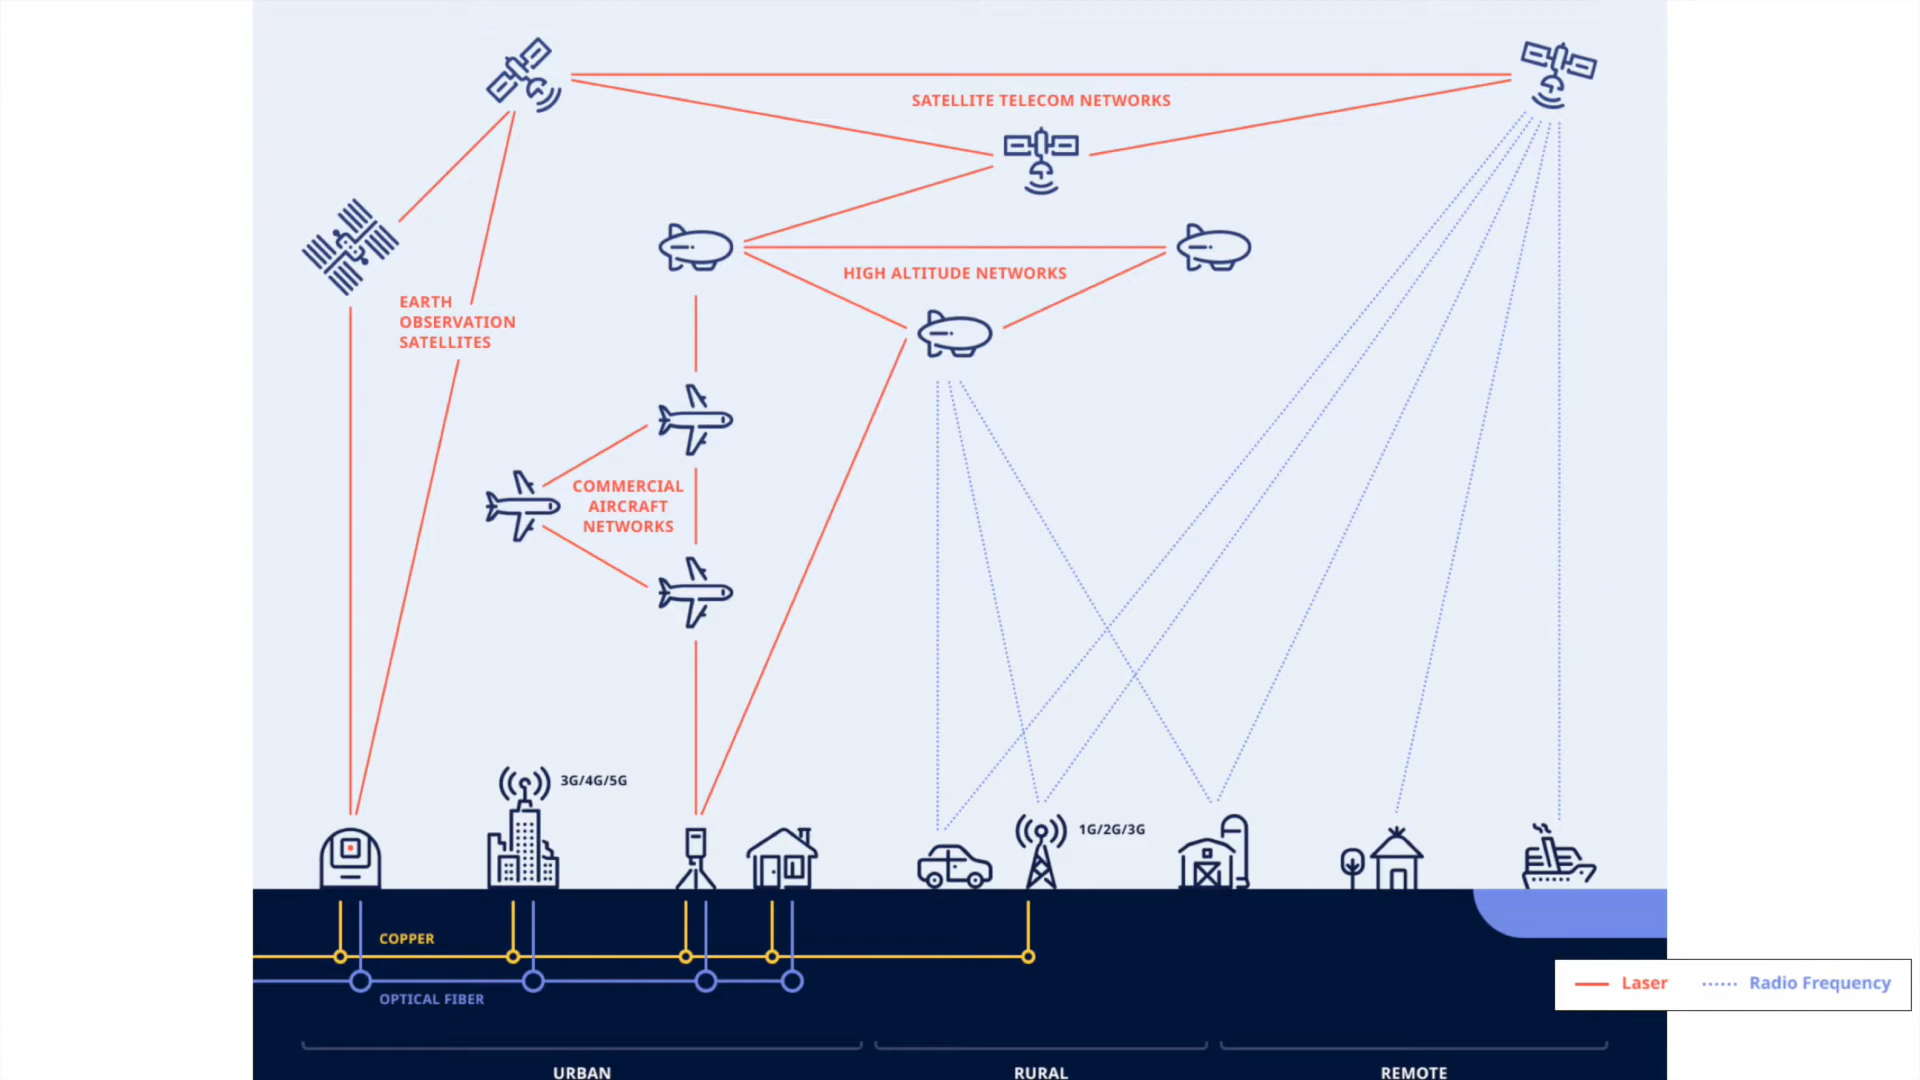 SATELLITE TELECOM NETWORKS
HIGH ALTITUDE NETWORKS
EARTH
OBSERVATION
SATELLITES
COMMERCIAL
AIRCRAFT
NETWORKS
3G/4G/5G
1G/2G/3G
COPPER
OPTICAL FIBER
Laser
Radio Frequency
URBAN
RURAL
REMOTE